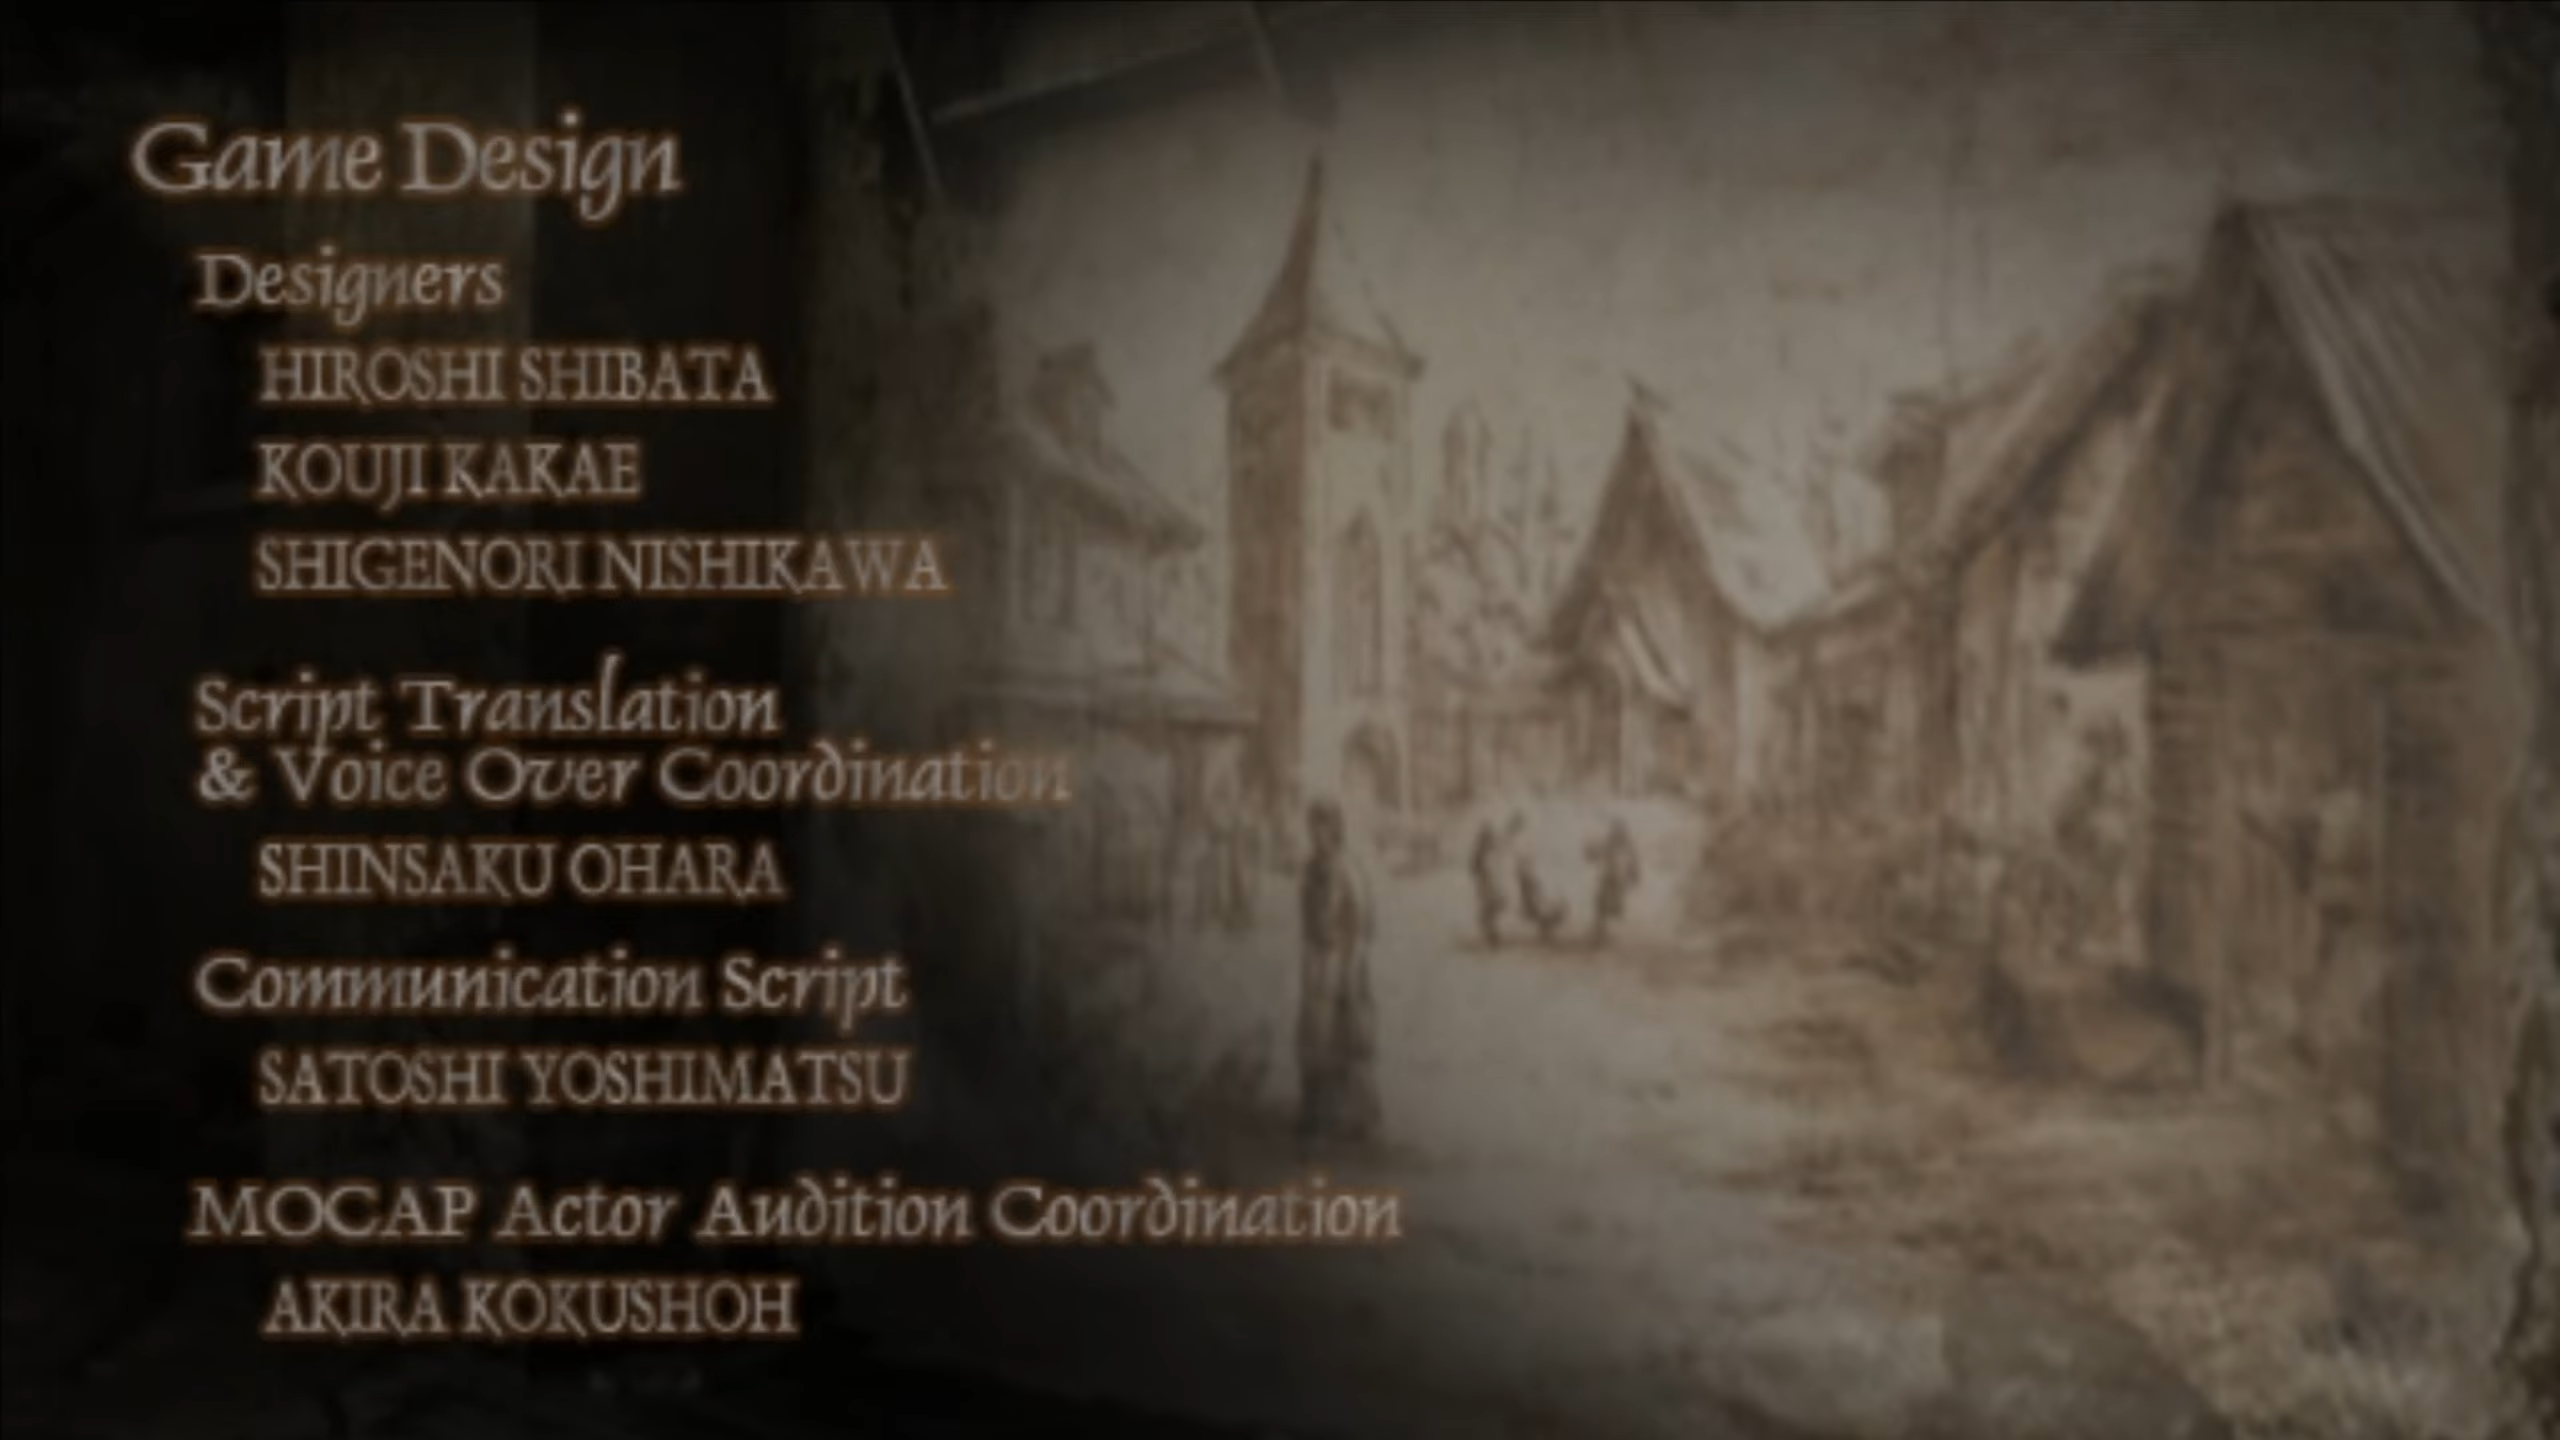 Game Design
Designers
HIROSHI SHIBATA
KOUJI KAKAE
SHIGENORI NISHIKAWA
Script Translation
& Voice Over Coordination
SHINSAKU OHARA
Communication Script
SATOSHI YOSHIMATSU
MOCAP Actor Audition Coordination
AKIRA KOKUSHOH